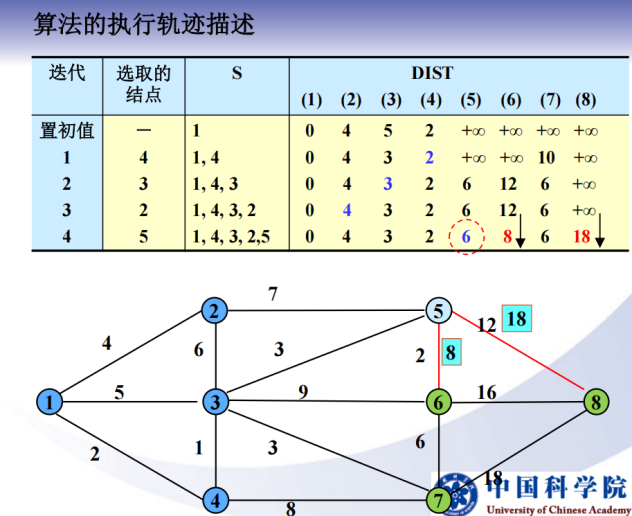 算法的执行轨迹描述
迭代 选取的结点 S DIST
(1) (2) (3) (4) (5) (6) (7) (8)
置初值 — 1 0 4 5 2 +∞ +∞ +∞ +∞
1 4 1, 4 0 4 3 2 +∞ +∞ 10 +∞
2 3 1, 4, 3 0 4 3 2 6 12 6 +∞
3 2 1, 4, 3, 2 0 4 3 2 6 12 6 +∞
4 5 1, 4, 3, 2,5 0 4 3 2 6 8 6 18
7
2 5
12 18
4 6 3 2 8
5 9 16
1 3 6 8
2 1 3 6
18
4 8 7
中国科学院
University of Chinese Academy